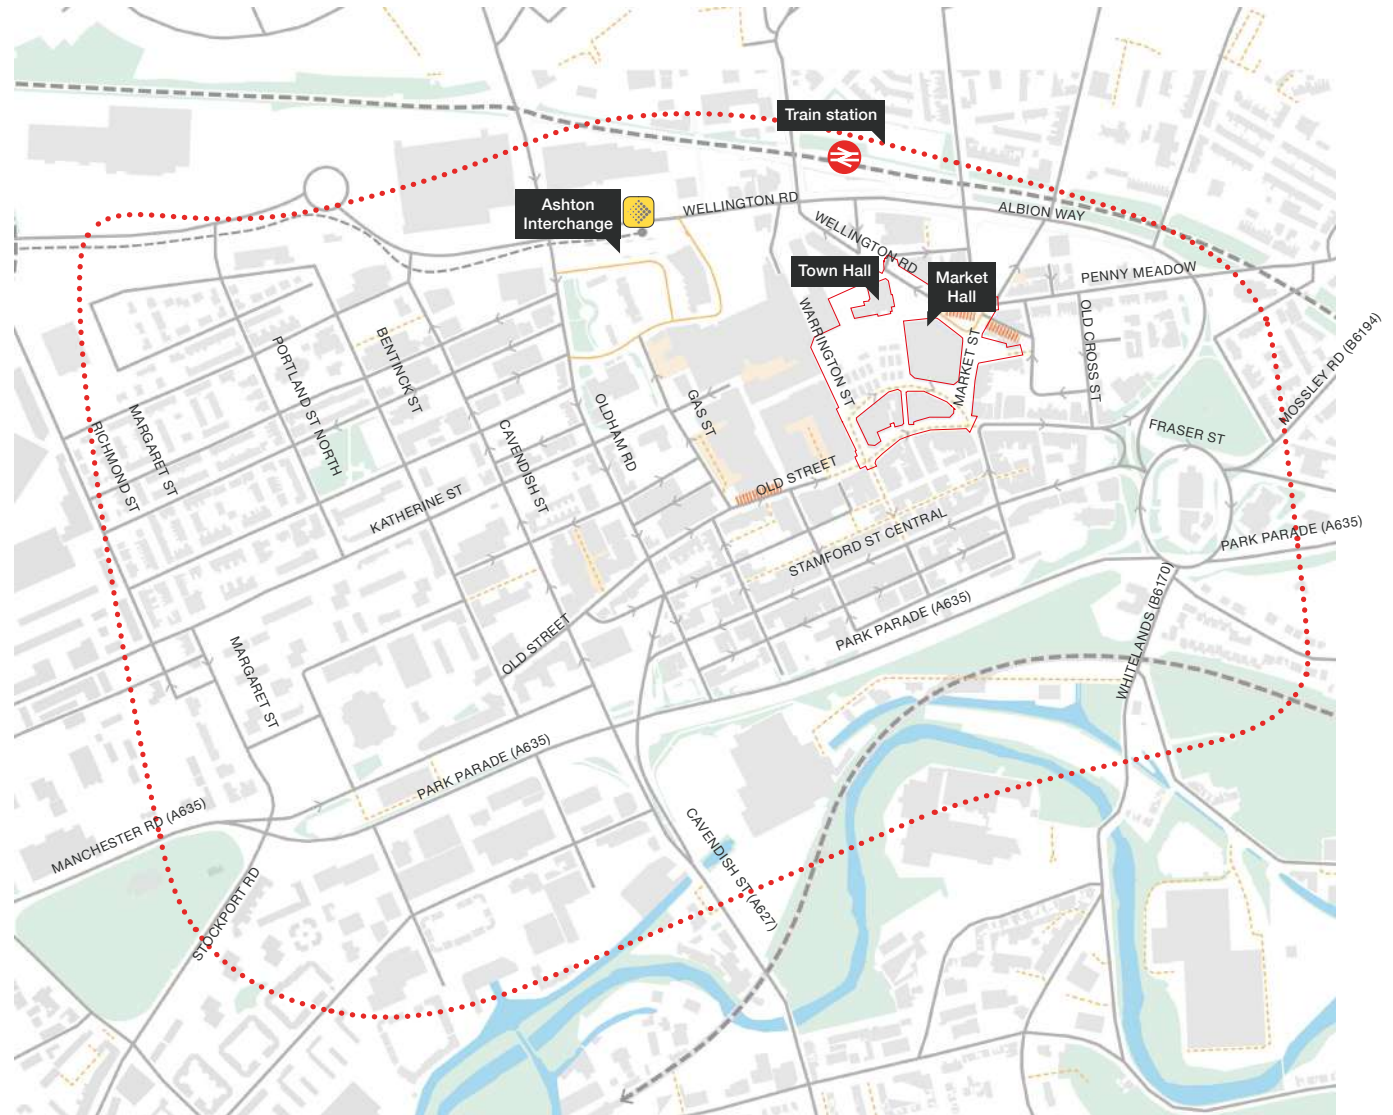 Train station
Ashton
Interchange
WELLINGTON RD
ALBION WAY
WELLINGTON RD
Town Hall
Market
Hall
PENNY MEADOW
WARRINGTON ST
OLD CROSS ST
MOSSLEY RD (B6194)
MARKET ST
BENTINCK ST
PORTLAND ST NORTH
GAS ST
OLDHAM RD
MARGARET ST
RICHMOND ST
CAVENDISH ST
FRASER ST
OLD STREET
KATHERINE ST
STAMFORD ST CENTRAL
PARK PARADE (A635)
PARK PARADE (A635)
WHITELANDS (B6170)
OLD STREET
MARGARET ST
PARK PARADE (A635)
MANCHESTER RD (A635)
CAVENDISH ST (A627)
STOCKPORT RD